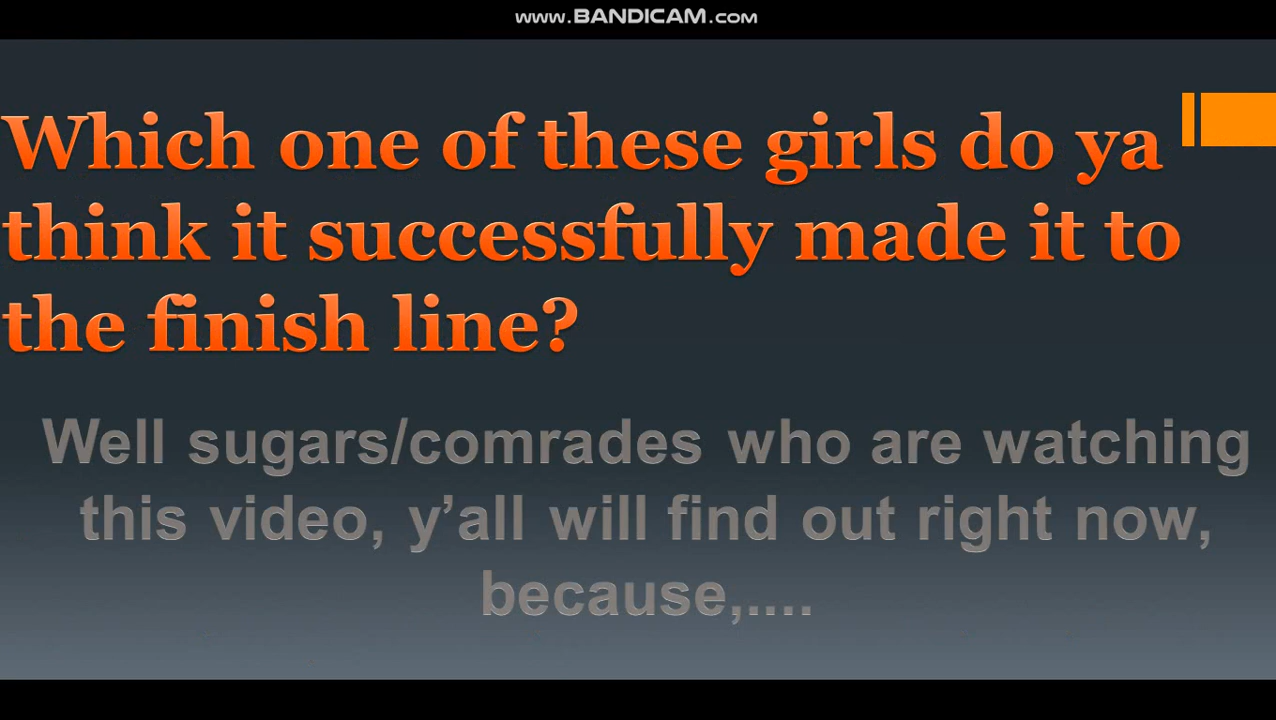 www.BANDICAM.com
Which one of these girls do ya
think it successfully made it to
the finish line?
Well sugars/comrades who are watching
this video, y’all will find out right now,
because,....